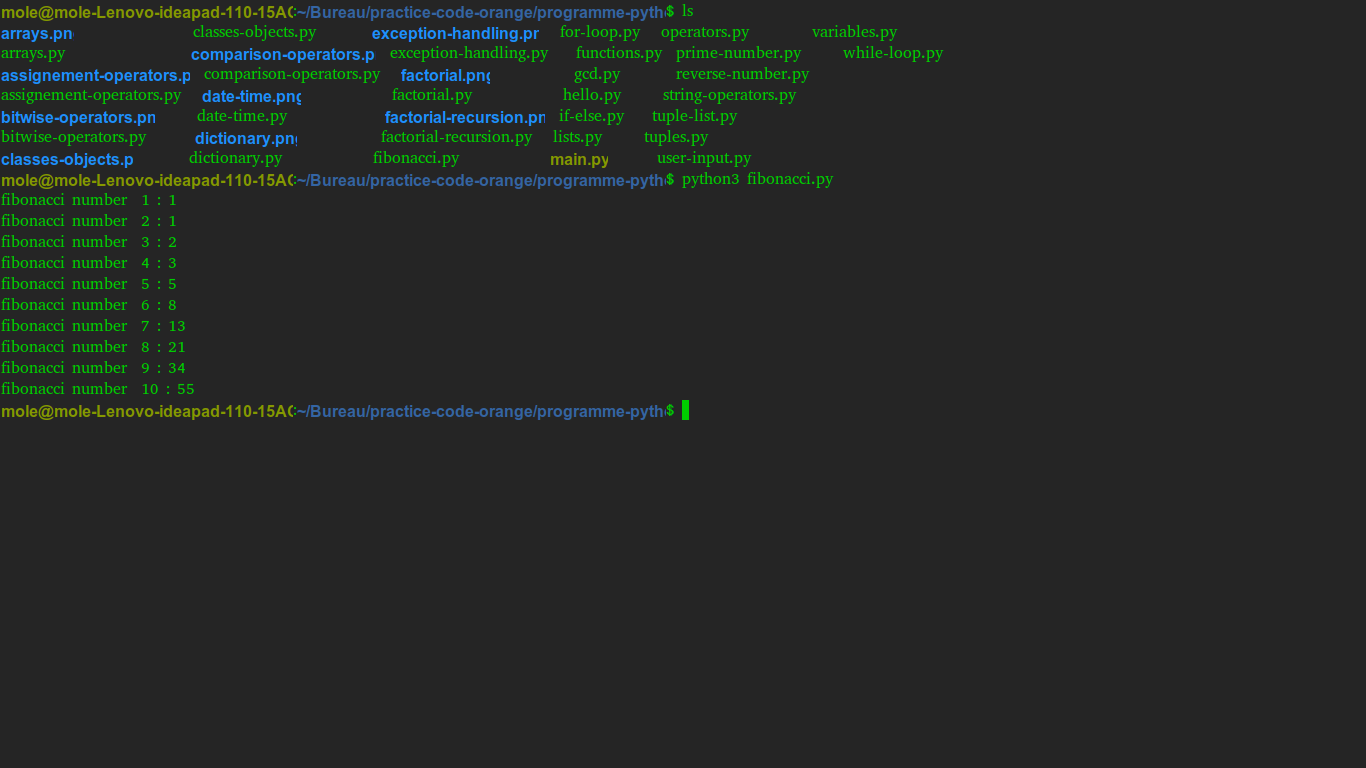 mole@mole-Lenovo-ideapad-110-15AC:~/Bureau/practice-code-orange/programme-pyth$ ls
arrays.pn classes-objects.py exception-handling.pr for-loop.py operators.py variables.py
arrays.py comparison-operators.p exception-handling.py functions.py prime-number.py while-loop.py
assignement-operators.p comparison-operators.py factorial.png gcd.py reverse-number.py
assignement-operators.py date-time.png factorial.py hello.py string-operators.py
bitwise-operators.pn date-time.py factorial-recursion.pn if-else.py tuple-list.py
bitwise-operators.py dictionary.png factorial-recursion.py lists.py tuples.py
classes-objects.p dictionary.py fibonacci.py main.py user-input.py
mole@mole-Lenovo-ideapad-110-15AC:~/Bureau/practice-code-orange/programme-pyth$ python3 fibonacci.py
fibonacci number 1 : 1
fibonacci number 2 : 1
fibonacci number 3 : 2
fibonacci number 4 : 3
fibonacci number 5 : 5
fibonacci number 6 : 8
fibonacci number 7 : 13
fibonacci number 8 : 21
fibonacci number 9 : 34
fibonacci number 10 : 55
mole@mole-Lenovo-ideapad-110-15AC:~/Bureau/practice-code-orange/programme-pyth$